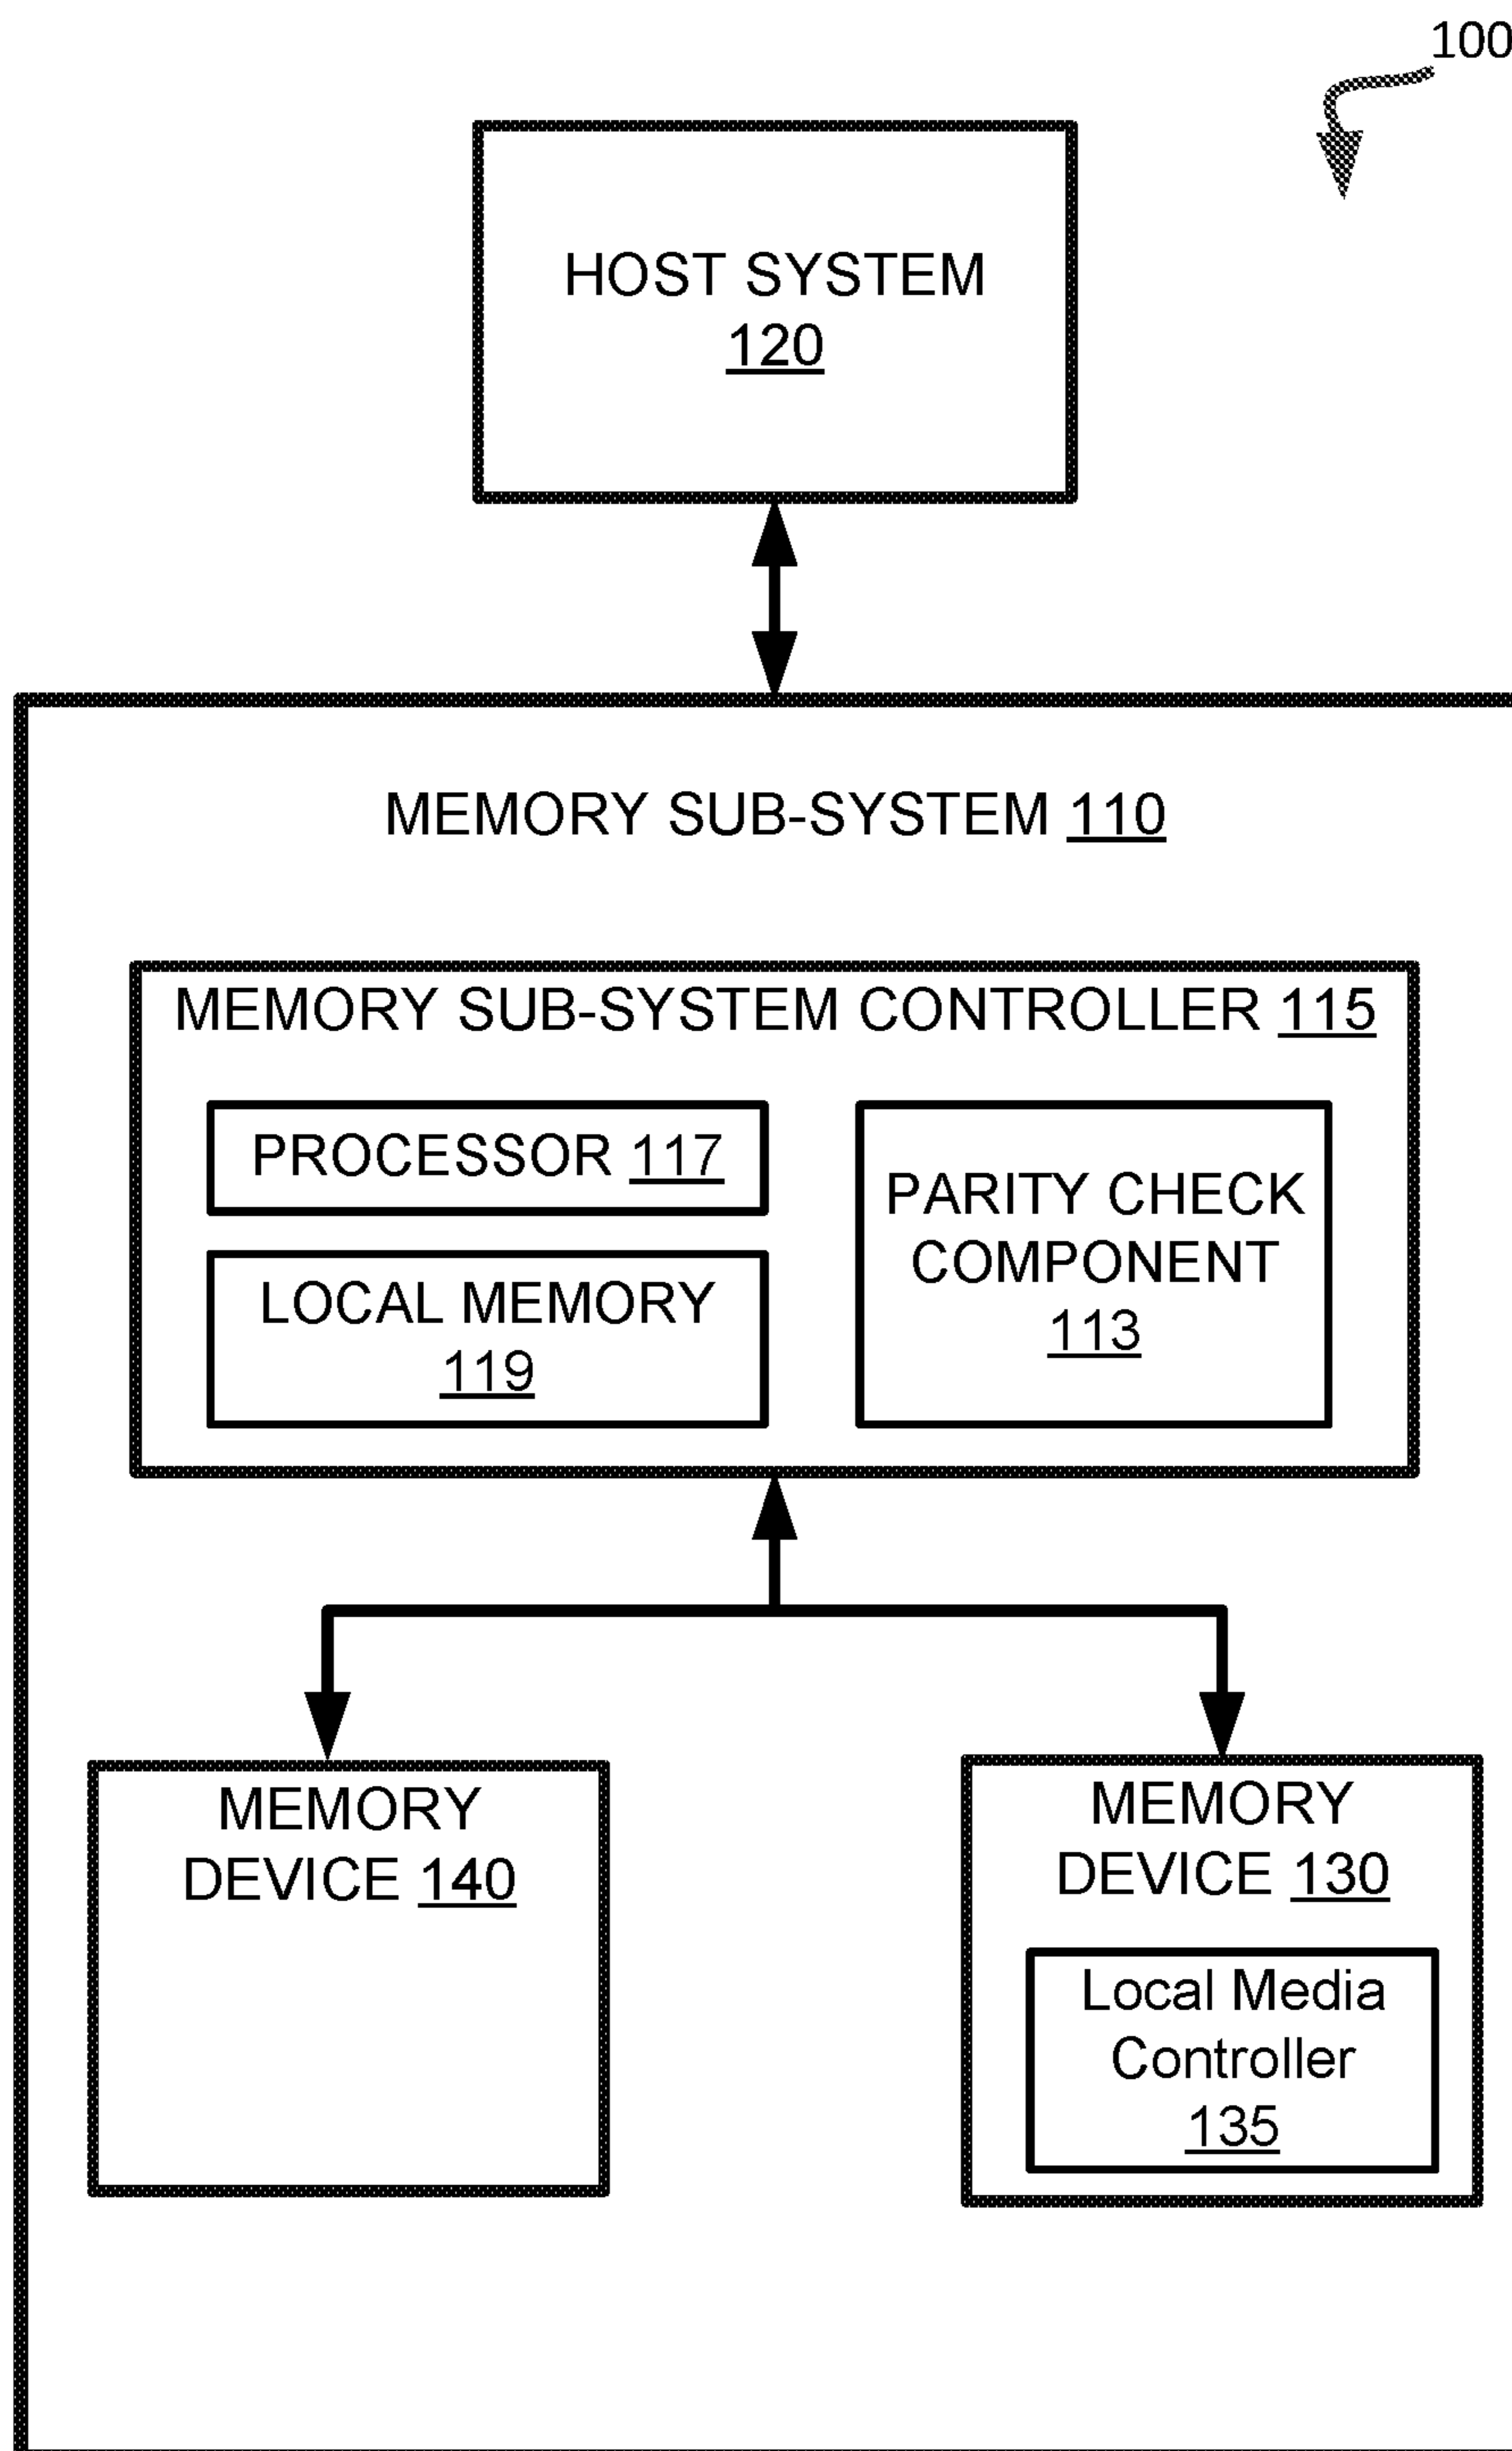 100
HOST SYSTEM
120
MEMORY SUB-SYSTEM 110
MEMORY SUB-SYSTEM CONTROLLER 115
PROCESSOR 117
LOCAL MEMORY
119
PARITY CHECK
COMPONENT
113
MEMORY
DEVICE 140
MEMORY
DEVICE 130
Local Media
Controller
135